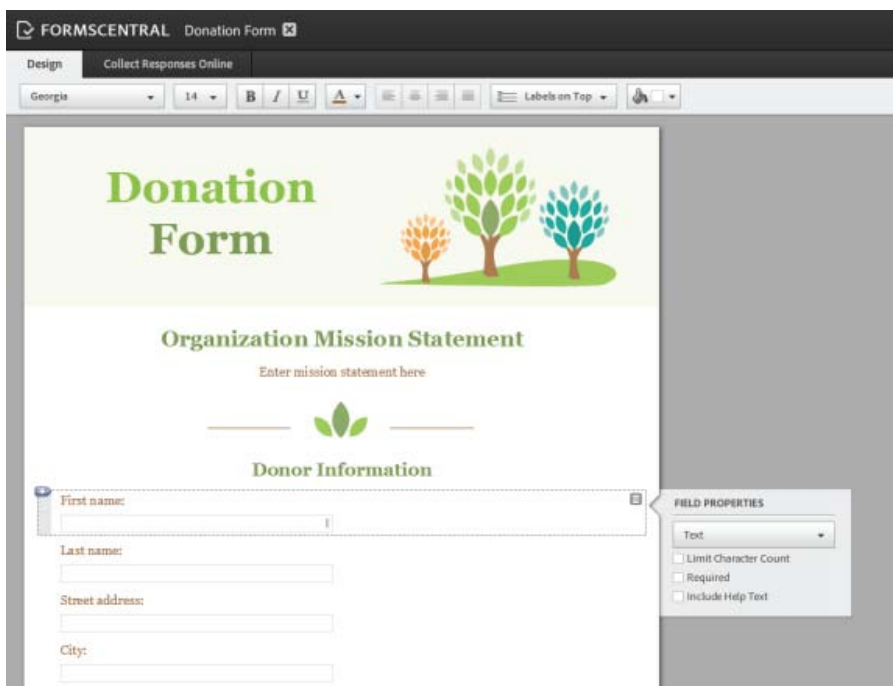 FORMSCENTRAL Donation Form
Design Collect Responses Online
Georgia 14 B I U A Labels on Top
Donation
Form
Organization Mission Statement
Enter mission statement here
Donor Information
First name:
FIELD PROPERTIES
Text
Limit Character Count
Required
Include Help Text
Last name:
Street address:
City: